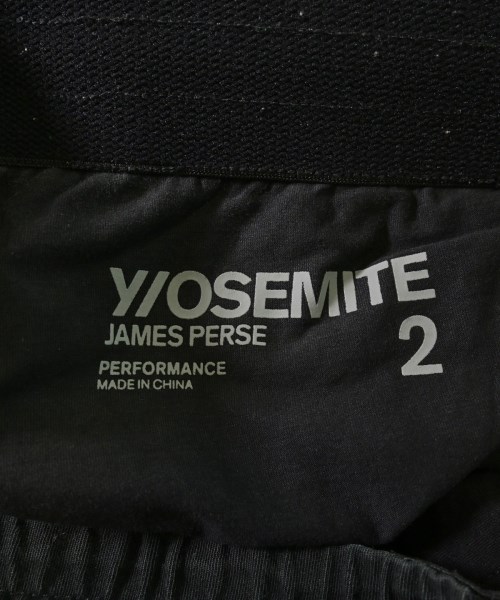 Y/OSEMITE
JAMES PERSE
2
PERFORMANCE
MADE IN CHINA